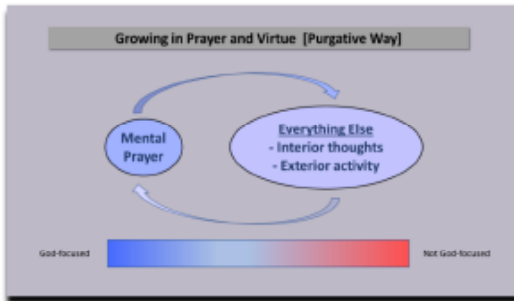 Growing in Prayer and Virtue [Purgative Way]
Mental
Prayer
Everything Else
- Interior thoughts
- Exterior activity
God-focused
Not God-focused